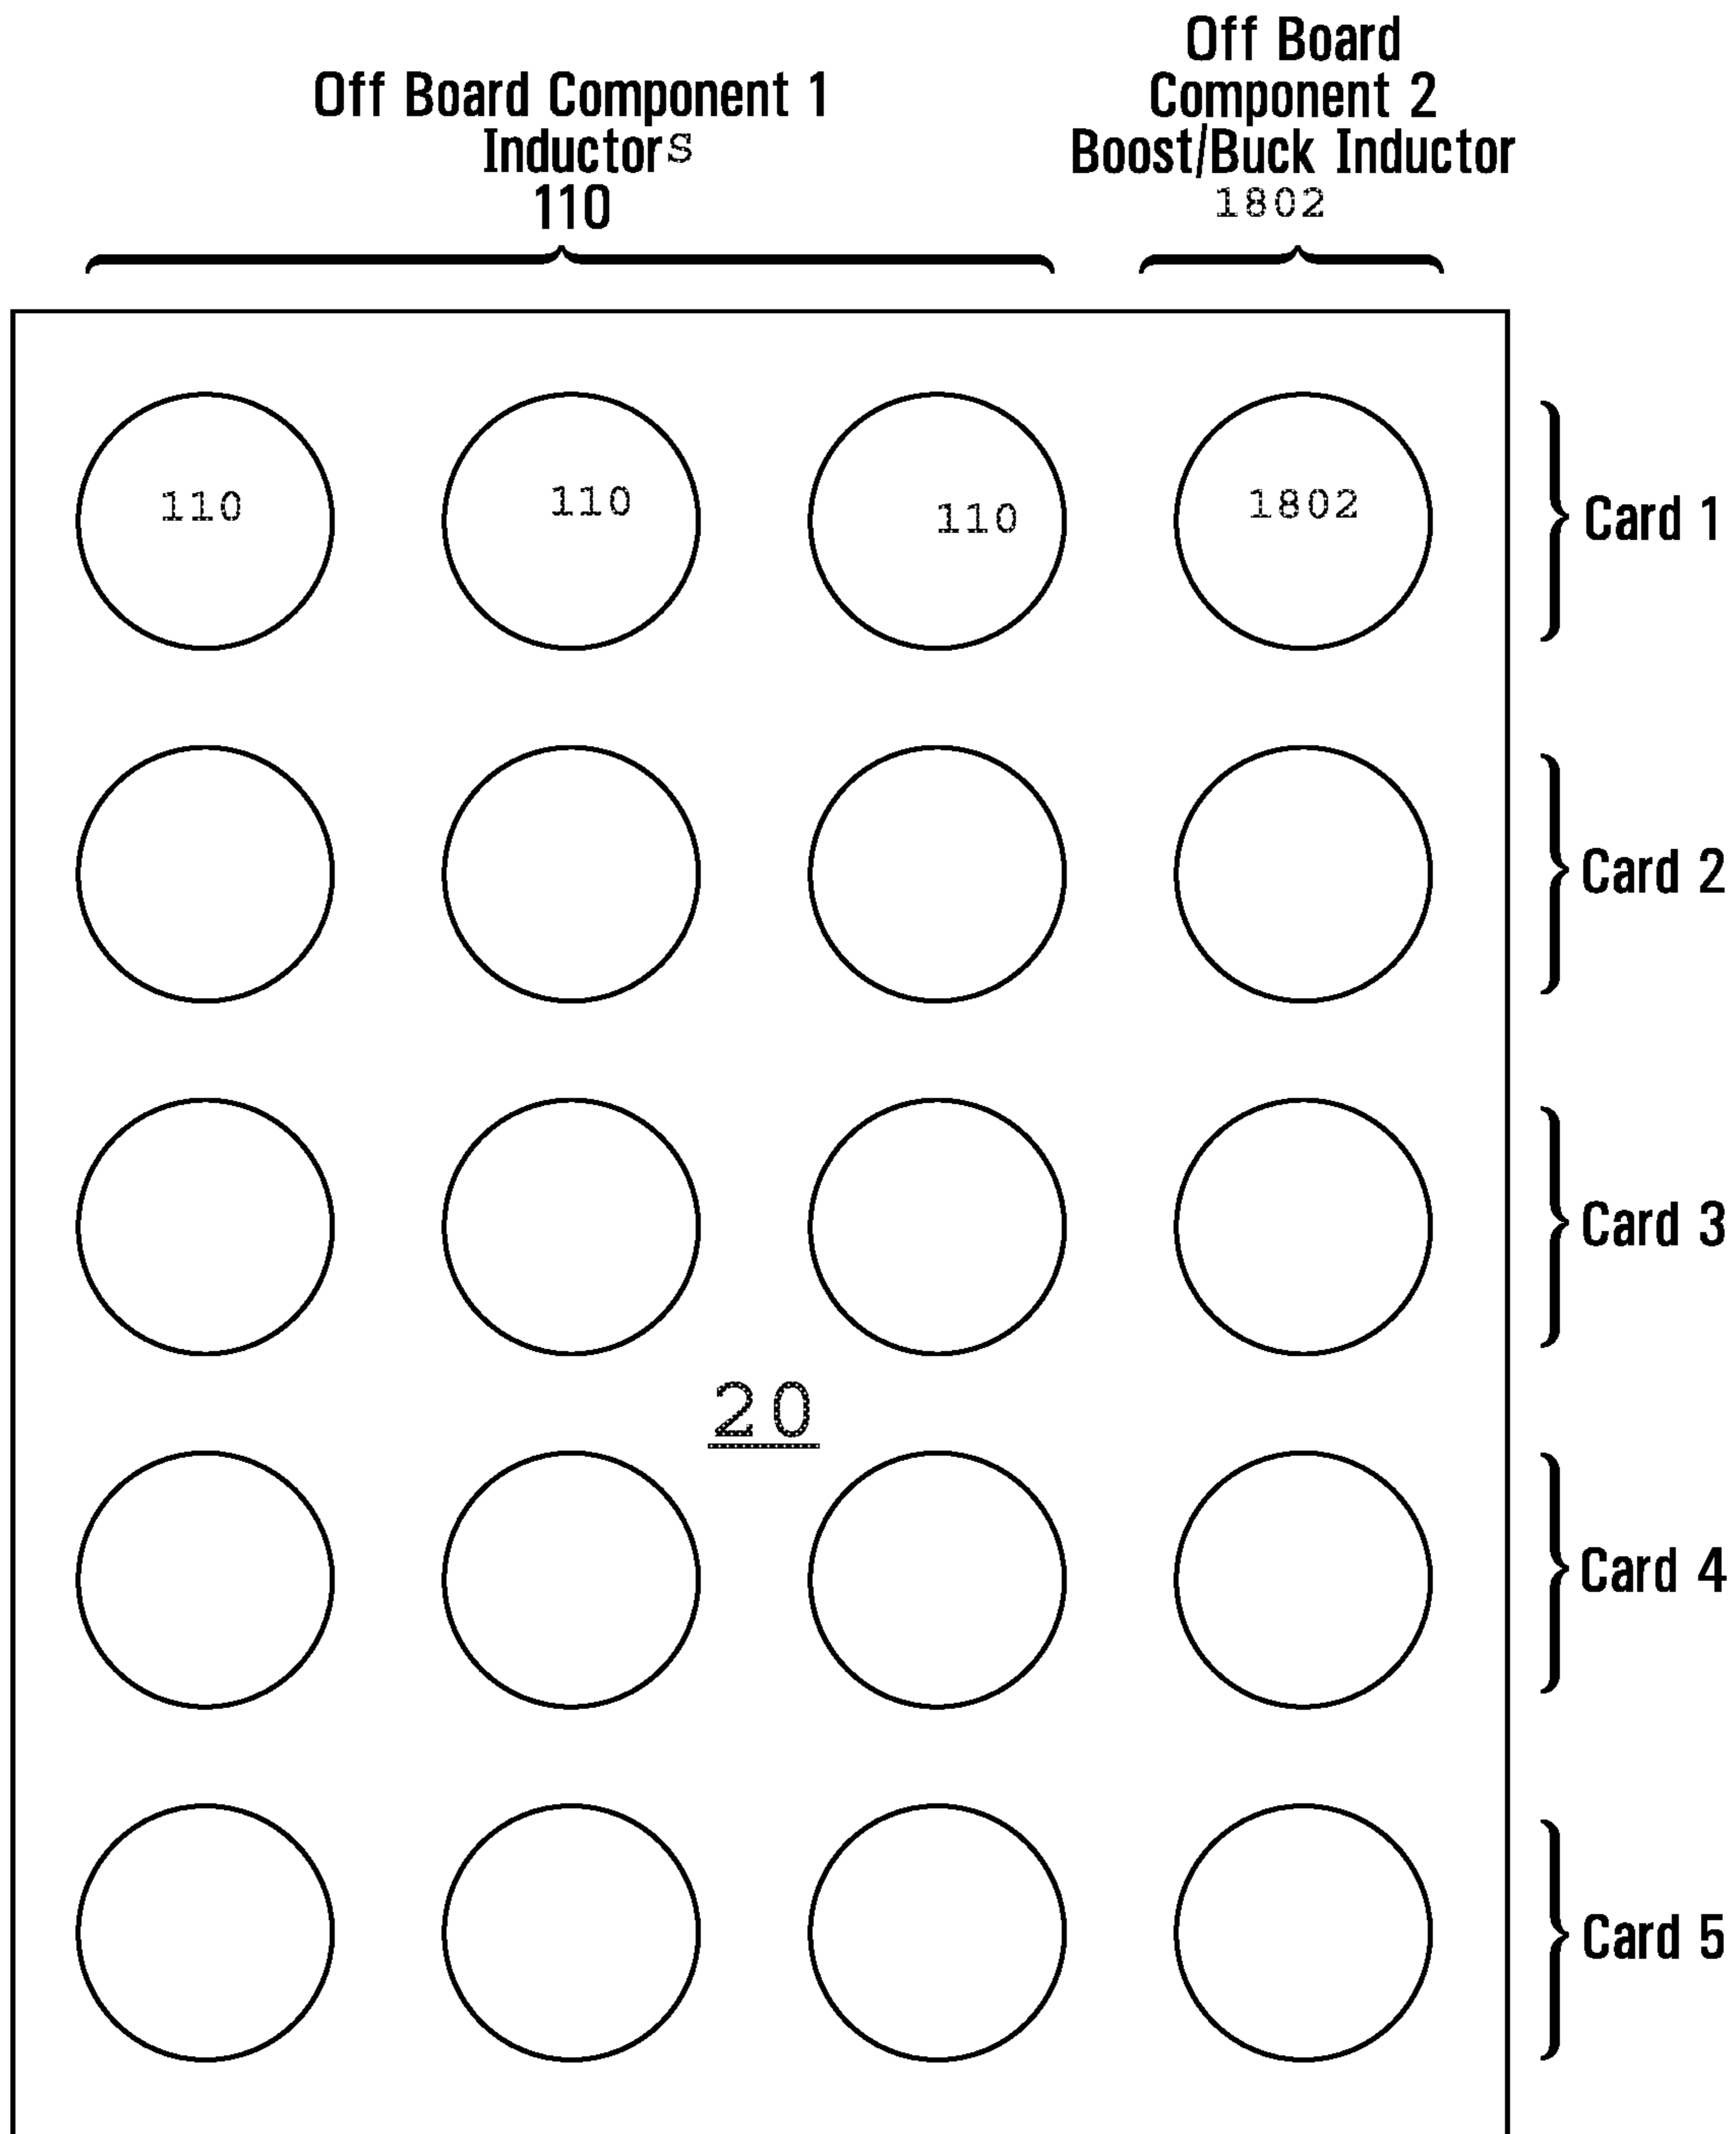 Off Board Component 1
Inductors
110
Off Board
Component 2
Boost/Buck Inductor
1802
110
110
110
1802
Card 1
Card 2
Card 3
20
Card 4
Card 5